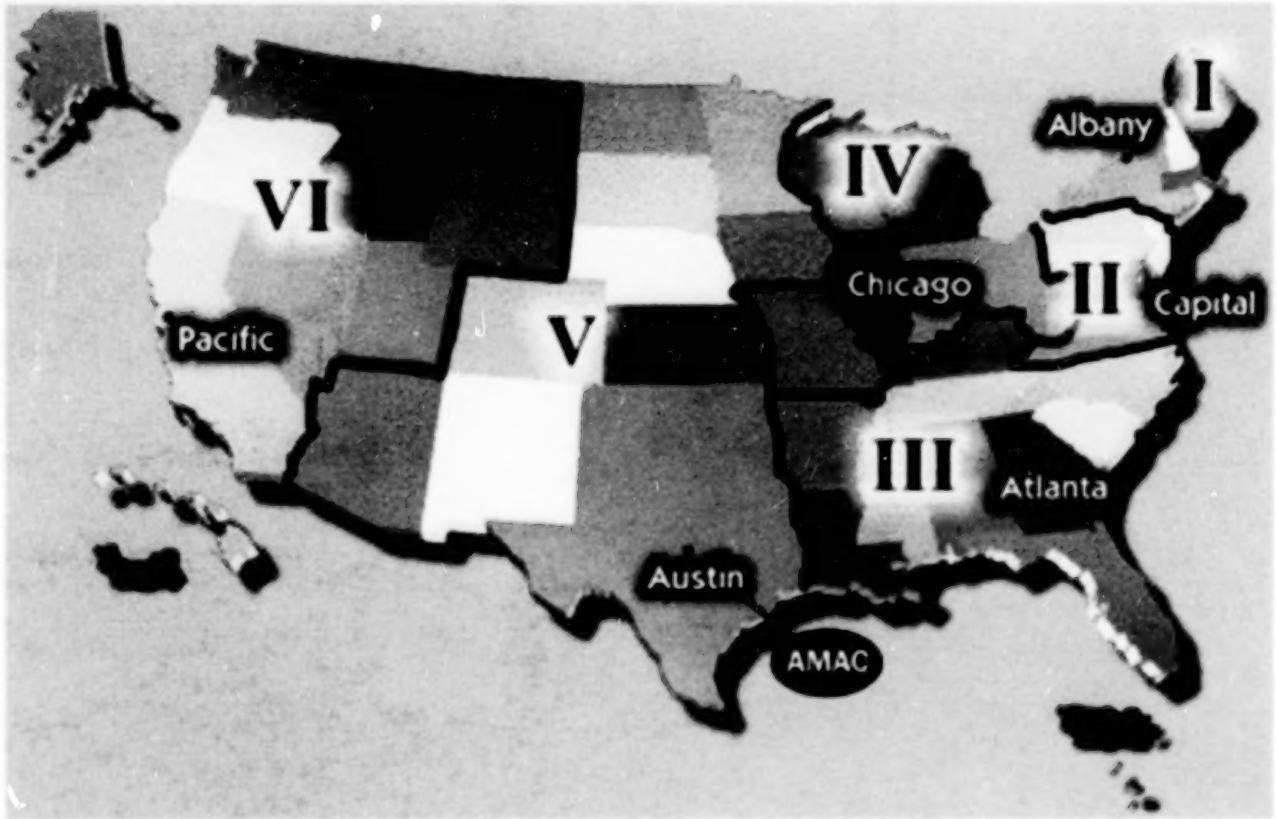 I
Albany
IV
VI
Chicago
II
Capital
V
Pacific
III
Atlanta
Austin
AMAC